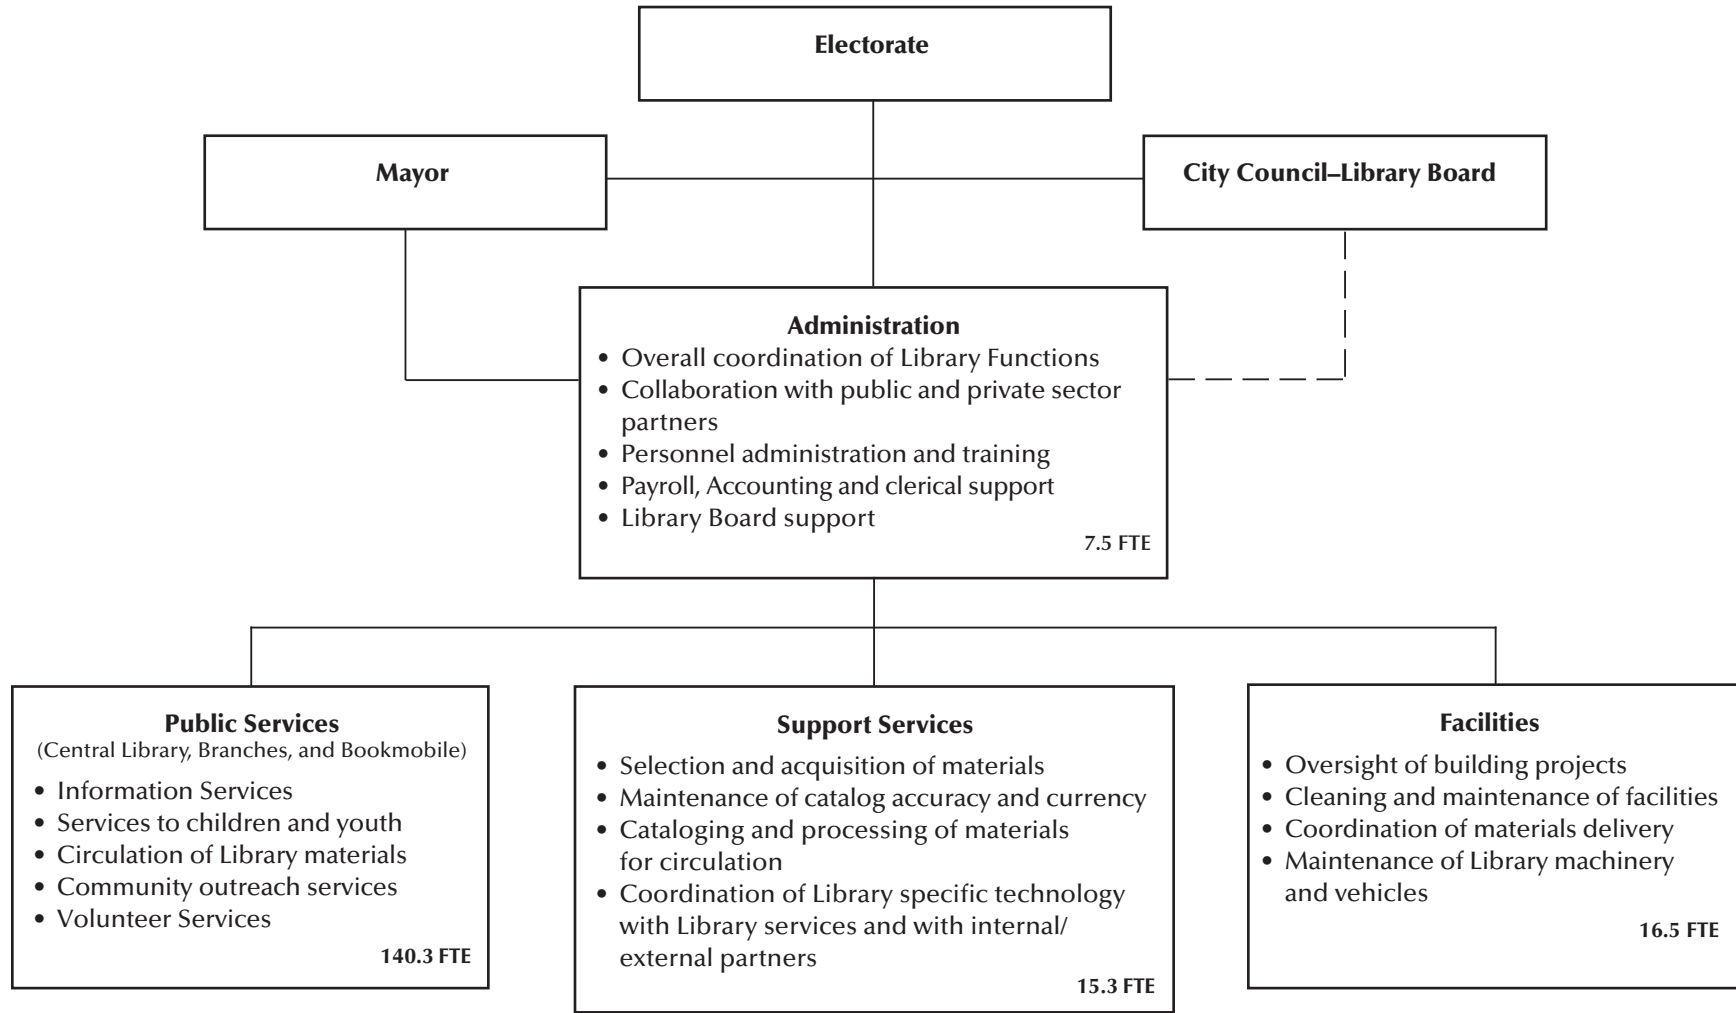 Electorate
Mayor
City Council–Library Board
Administration
• Overall coordination of Library Functions
• Collaboration with public and private sector
partners
• Personnel administration and training
• Payroll, Accounting and clerical support
• Library Board support
7.5 FTE
Public Services
(Central Library, Branches, and Bookmobile)
• Information Services
• Services to children and youth
• Circulation of Library materials
• Community outreach services
• Volunteer Services
140.3 FTE
Support Services
• Selection and acquisition of materials
• Maintenance of catalog accuracy and currency
• Cataloging and processing of materials
for circulation
• Coordination of Library specific technology
with Library services and with internal/
external partners
15.3 FTE
Facilities
• Oversight of building projects
• Cleaning and maintenance of facilities
• Coordination of materials delivery
• Maintenance of Library machinery
and vehicles
16.5 FTE